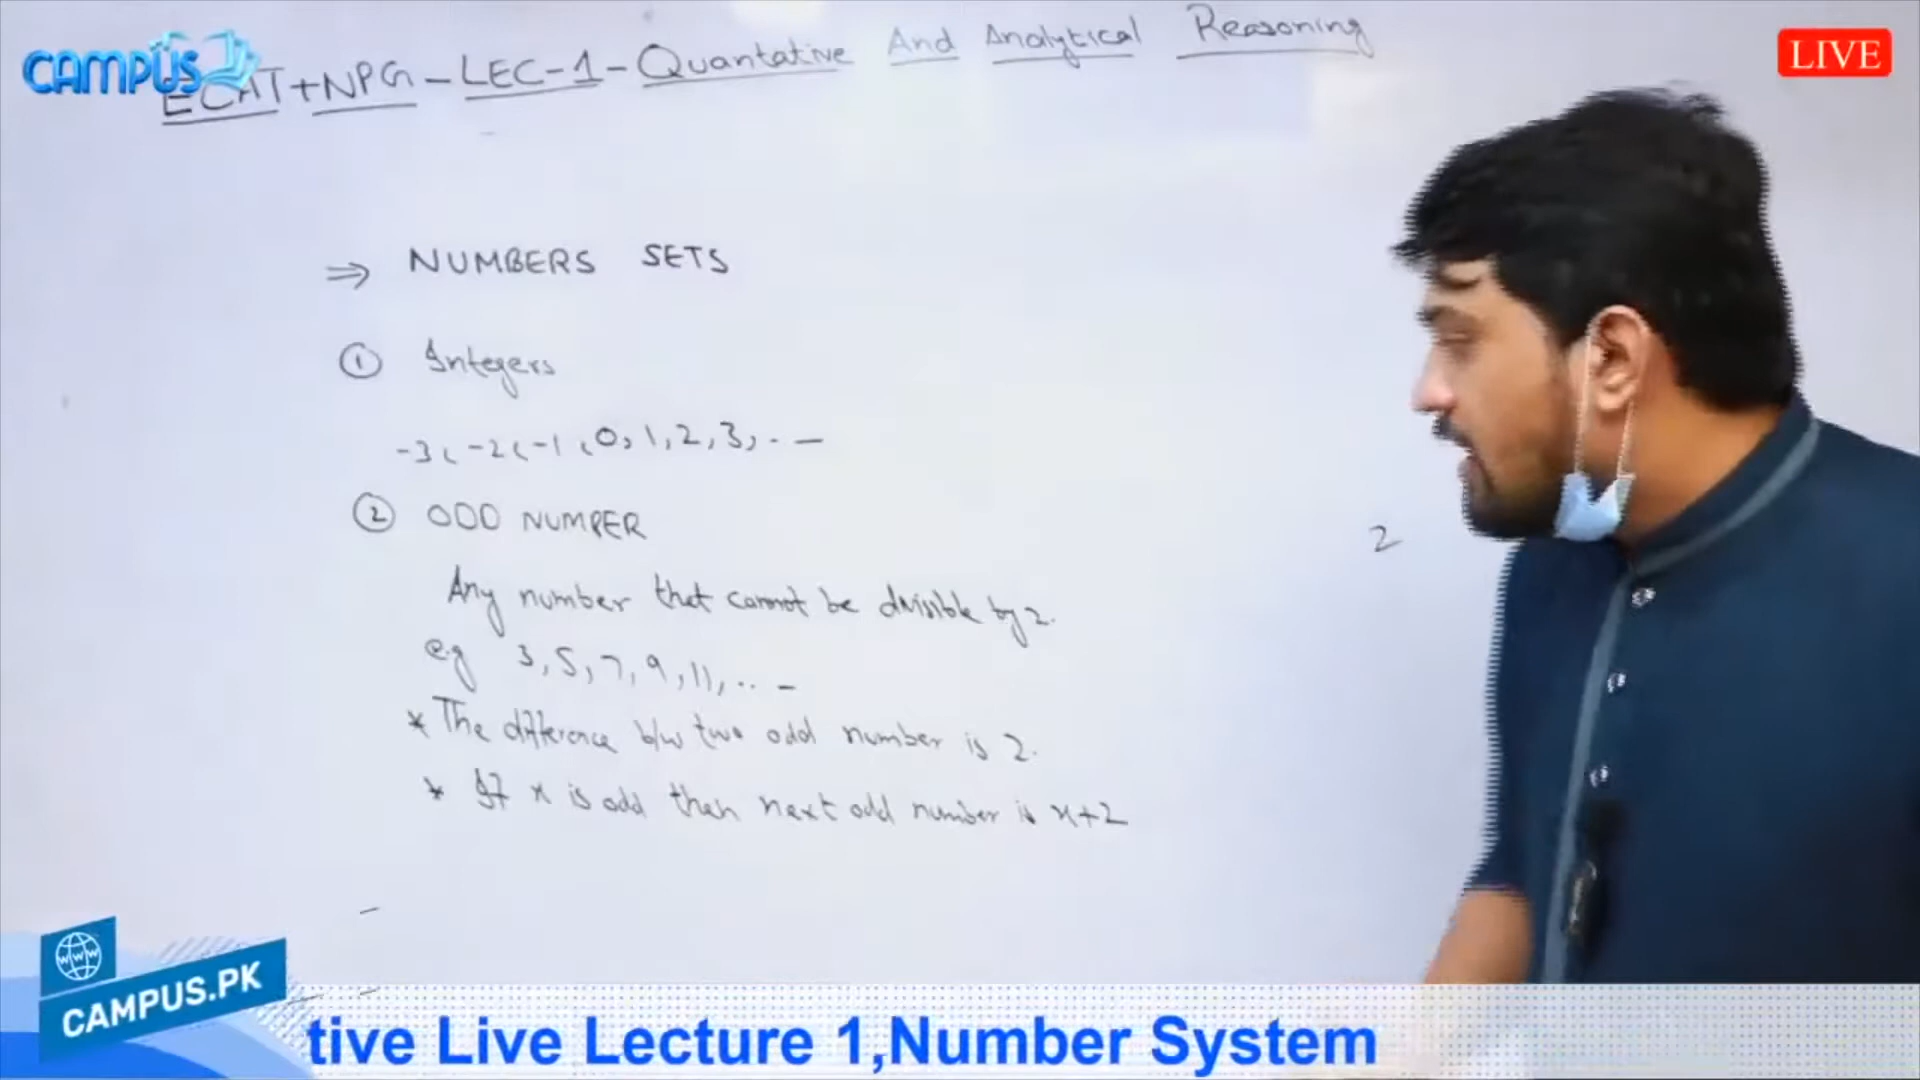 CAMPUS
ECAT+NPG-LEC-1-Quantative And Analytical Reasoning
LIVE
⇒ NUMBERS SETS
① Integers
-3, -2, -1, 0, 1, 2, 3, . . —
② ODD NUMBER
Any number that cannot be divisible by 2.
2
e.g 3, 5, 7, 9, 11, .. —
* The difference b/w two odd number is 2.
* If x is odd then next odd number is x+2
www
CAMPUS.PK
tive Live Lecture 1,Number System